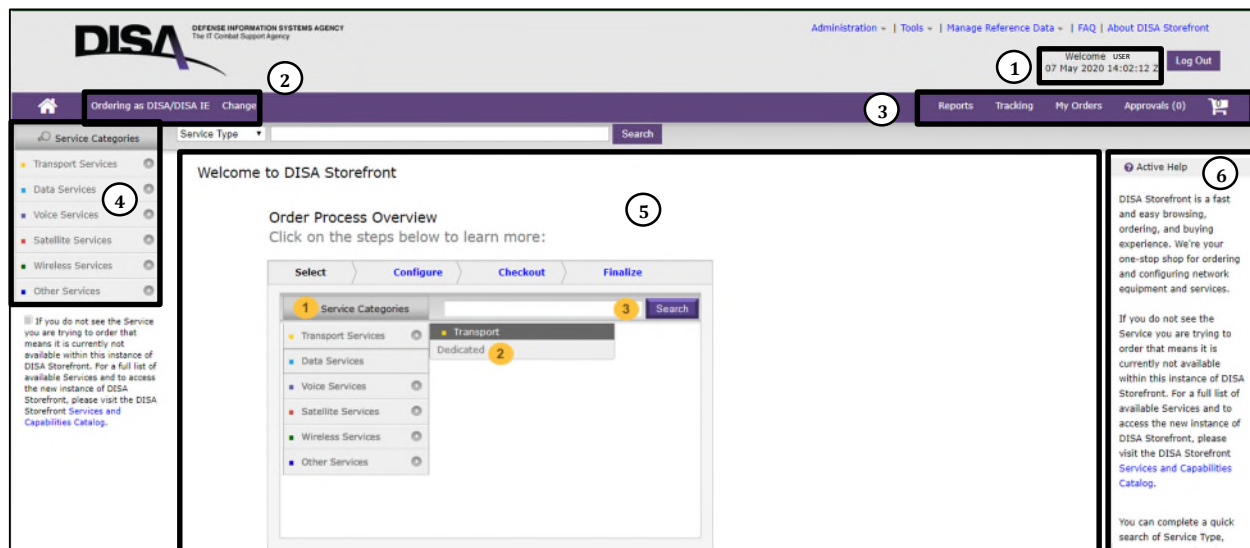 DISA
DEFENSE INFORMATION SYSTEMS AGENCY
The IT Combat Support Agency
Administration | Tools | Manage Reference Data | FAQ | About DISA Storefront
1
Welcome USER
07 May 2020 14:02:12 Z
Log Out
2
Ordering as DISA/DISA IE Change
3
Reports Tracking My Orders Approvals (0) 0
Service Categories
Service Type Search
Transport Services
Data Services
Voice Services
Satellite Services
Wireless Services
Other Services
4
If you do not see the Service
you are trying to order that
means it is currently not
available within this instance of
DISA Storefront. For a full list of
available Services and to access
the new instance of DISA
Storefront, please visit the DISA
Storefront Services and
Capabilities Catalog.
Welcome to DISA Storefront
5
Order Process Overview
Click on the steps below to learn more:
Select Configure Checkout Finalize
1 Service Categories 3 Search
Transport Services
Transport
Dedicated 2
Data Services
Voice Services
Satellite Services
Wireless Services
Other Services
Active Help
6
DISA Storefront is a fast
and easy browsing,
ordering, and buying
experience. We're your
one-stop shop for ordering
and configuring network
equipment and services.
If you do not see the
Service you are trying to
order that means it is
currently not available
within this instance of DISA
Storefront. For a full list of
available Services and to
access the new instance of
DISA Storefront, please
visit the DISA Storefront
Services and Capabilities
Catalog.
You can complete a quick
search of Service Type,